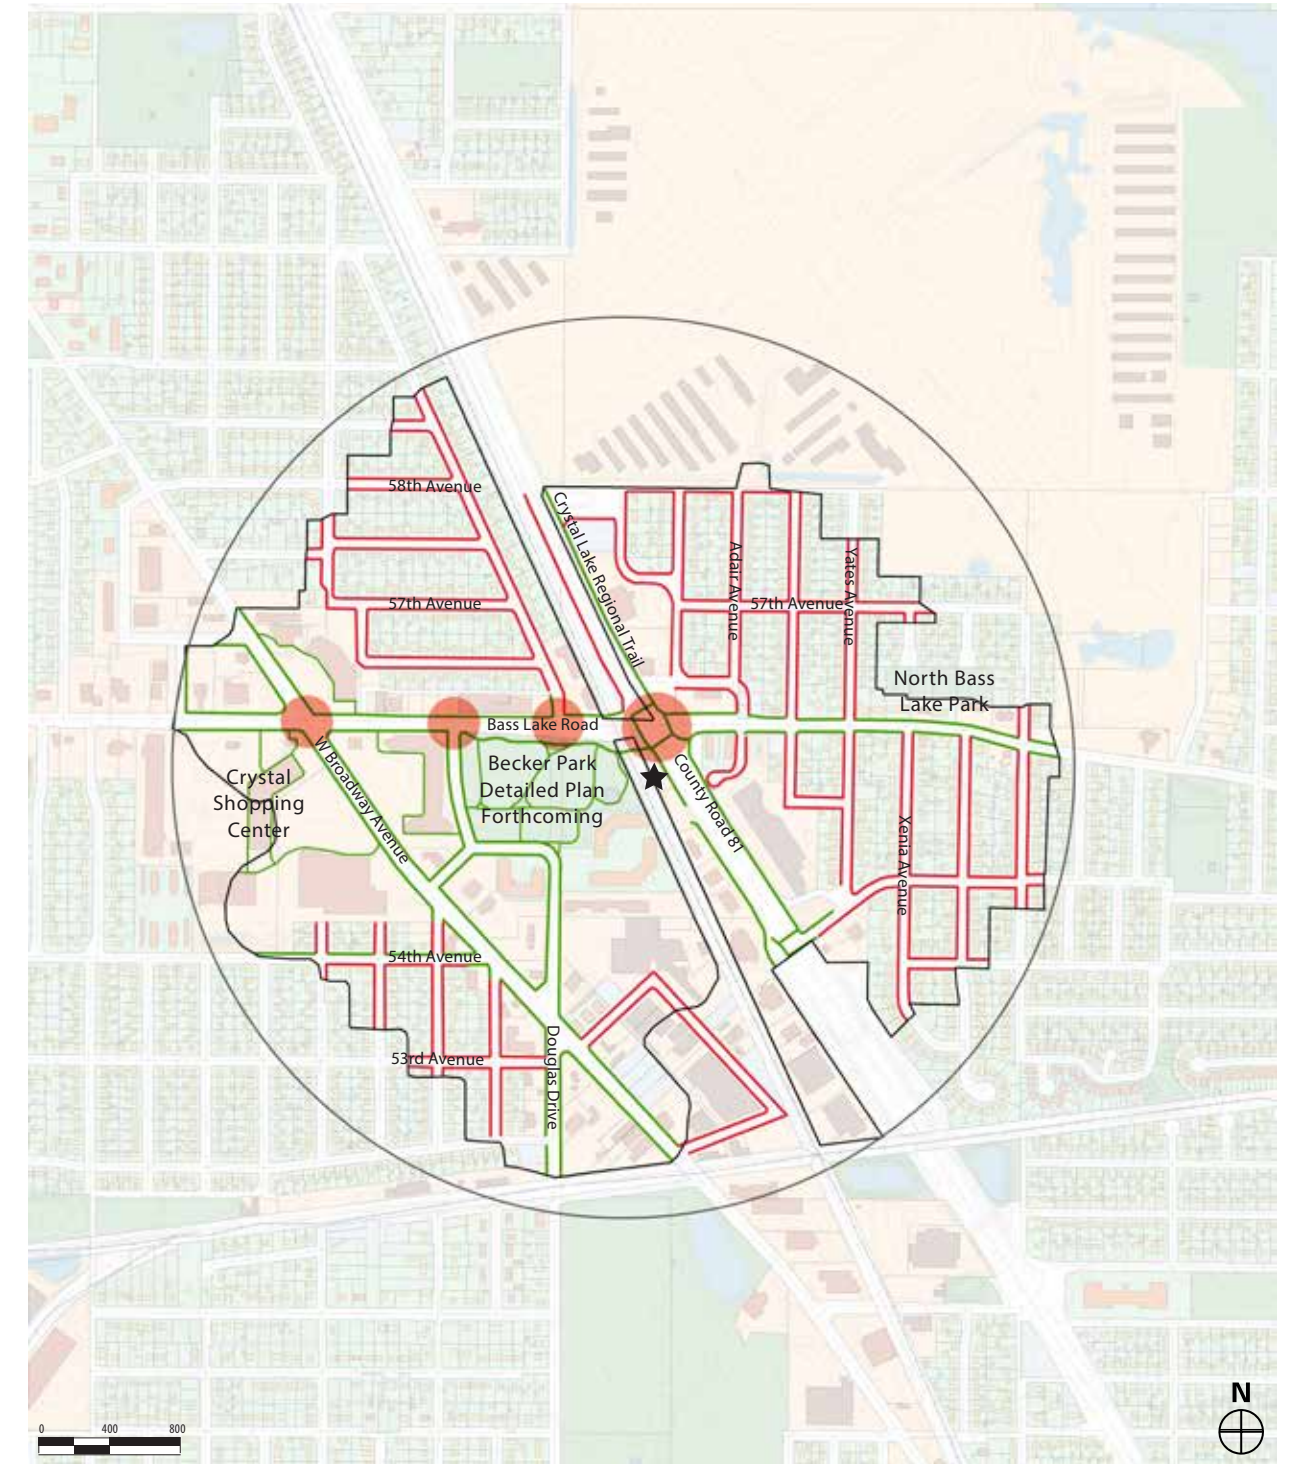 58th Avenue
Crystal Lake Regional Trail
Adair Avenue
Yates Avenue
57th Avenue
57th Avenue
North Bass
Lake Park
Bass Lake Road
W Broadway Avenue
Becker Park
Detailed Plan
Forthcoming
Crystal
Shopping
Center
County Road 81
Xenia Avenue
54th Avenue
53rd Avenue
Douglas Drive
N
0 400 800